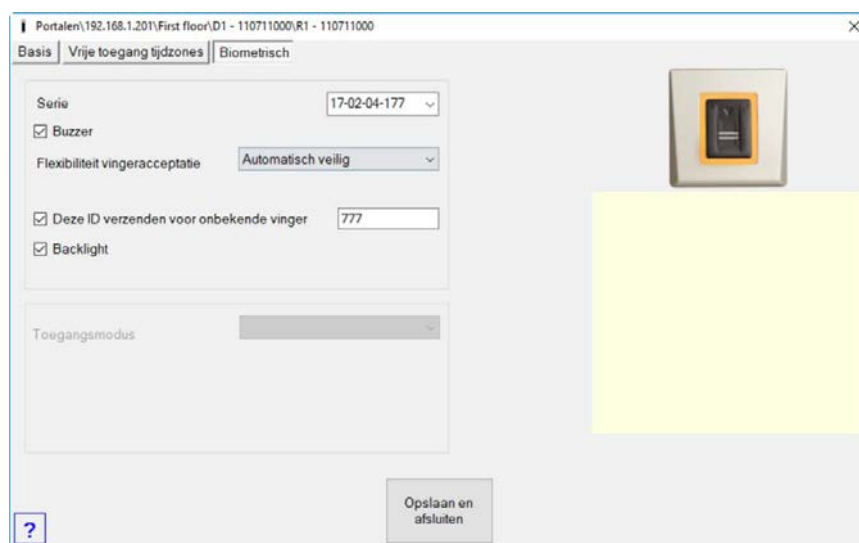 Portalen\192.168.1.201\First floor\D1 - 110711000\R1 - 110711000
Basis Vrije toegang tijdzones Biometrisch
Serie 17-02-04-177
Buzzer
Flexibiliteit vingeracceptatie Automatisch veilig
Deze ID verzenden voor onbekende vinger 777
Backlight
Toegangsmodus
Opslaan en
afsluiten
?